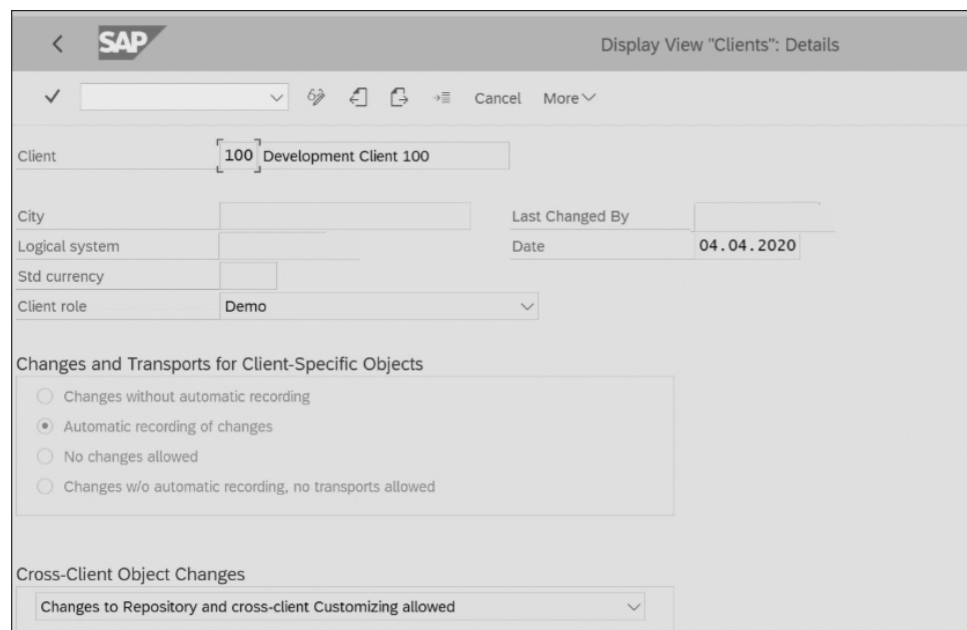 SAP
Display View "Clients": Details
Cancel More
Client 100 Development Client 100
City Last Changed By
Logical system Date 04.04.2020
Std currency
Client role Demo
Changes and Transports for Client-Specific Objects
Changes without automatic recording
Automatic recording of changes
No changes allowed
Changes w/o automatic recording, no transports allowed
Cross-Client Object Changes
Changes to Repository and cross-client Customizing allowed